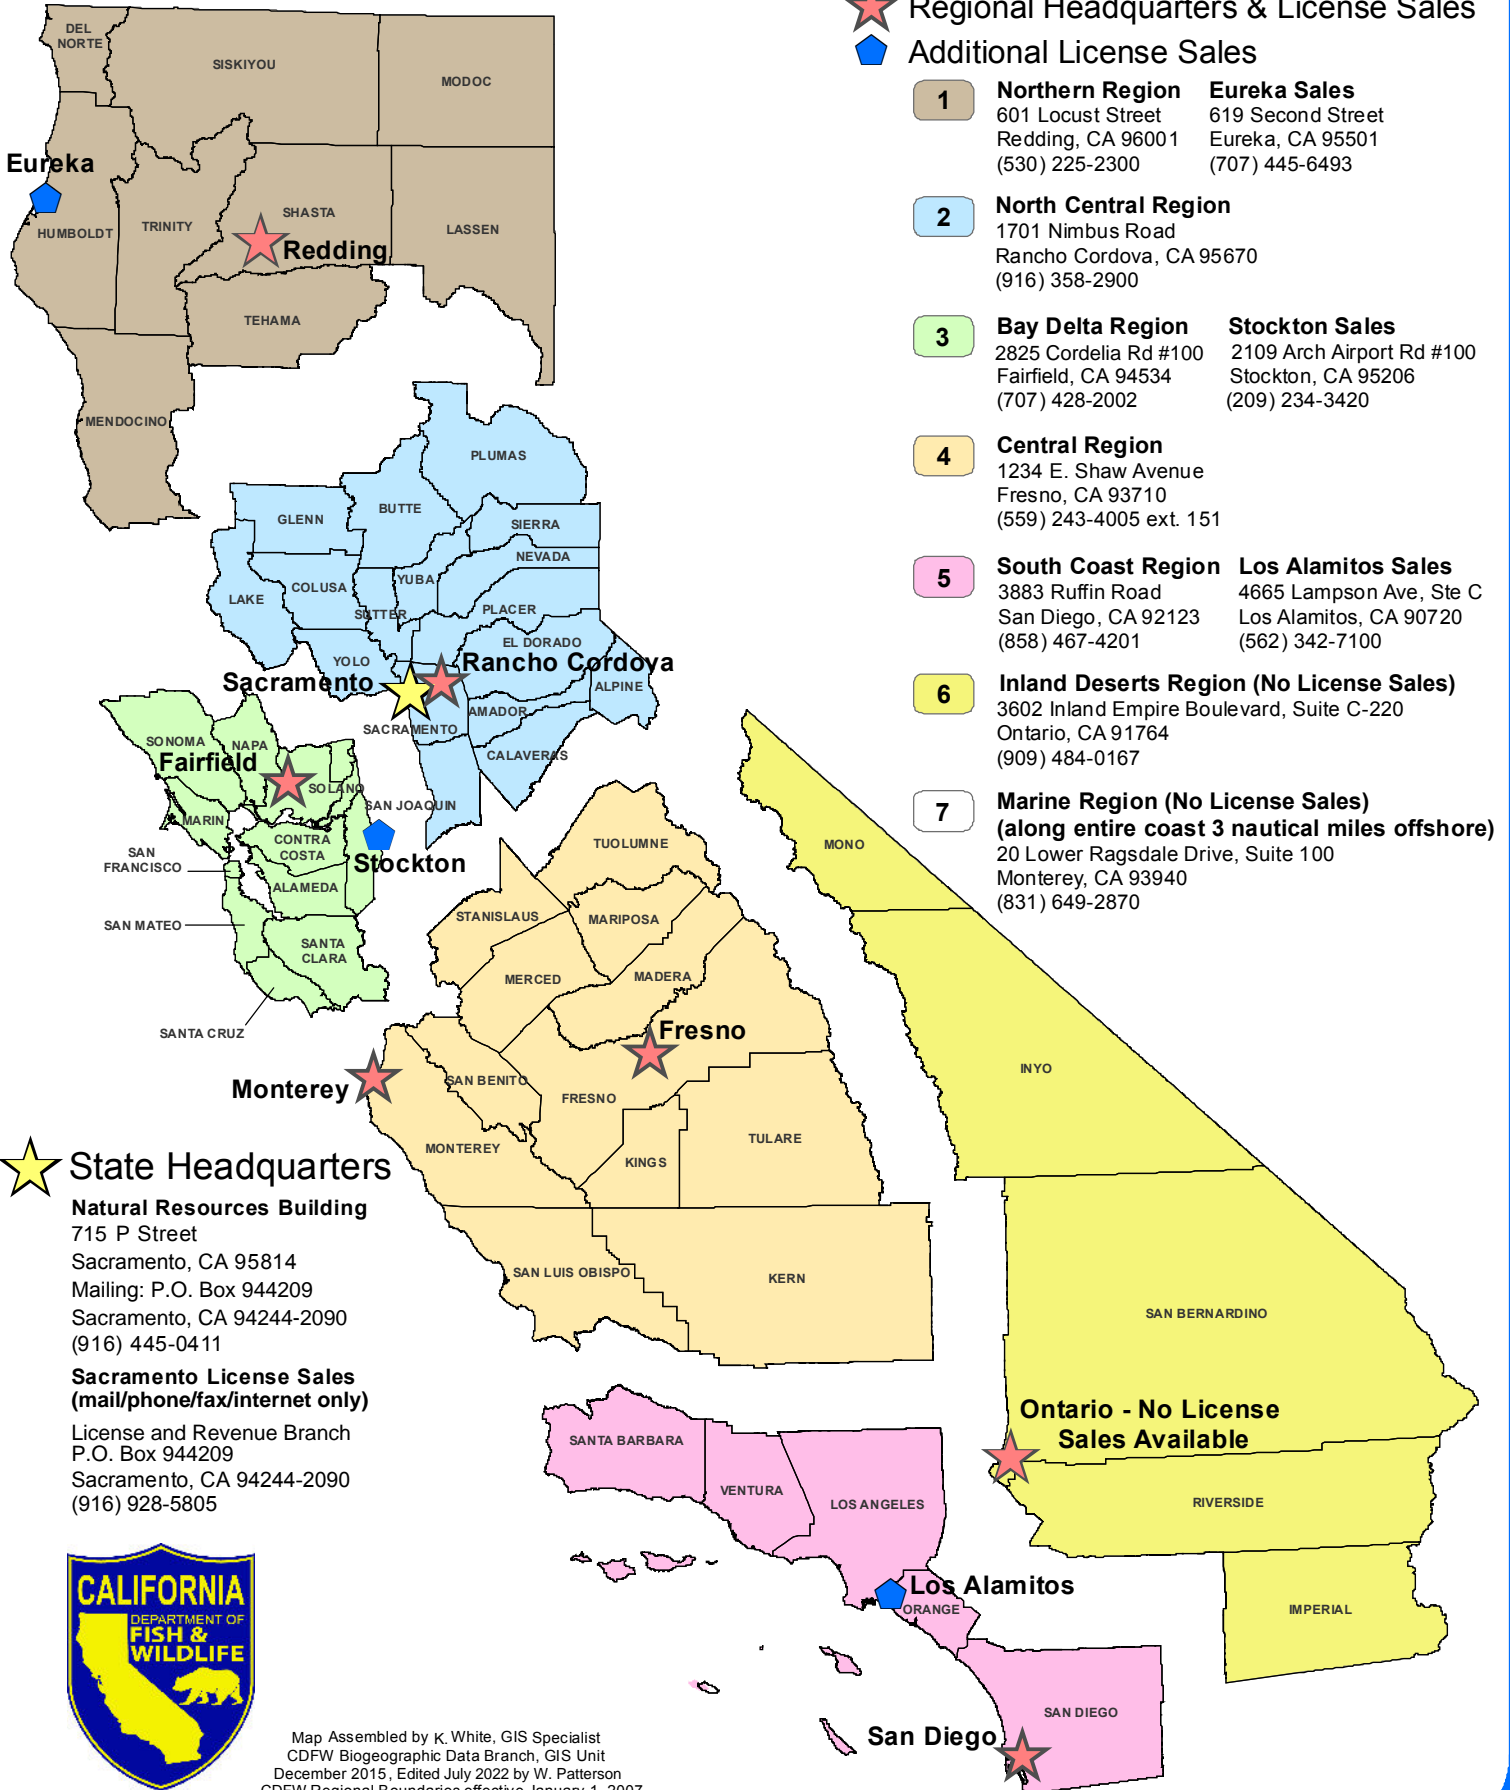 Regional Headquarters & License Sales
Additional License Sales
1
Northern Region
601 Locust Street
Redding, CA 96001
(530) 225-2300
Eureka Sales
619 Second Street
Eureka, CA 95501
(707) 445-6493
2
North Central Region
1701 Nimbus Road
Rancho Cordova, CA 95670
(916) 358-2900
3
Bay Delta Region
2825 Cordelia Rd #100
Fairfield, CA 94534
(707) 428-2002
Stockton Sales
2109 Arch Airport Rd #100
Stockton, CA 95206
(209) 234-3420
4
Central Region
1234 E. Shaw Avenue
Fresno, CA 93710
(559) 243-4005 ext. 151
5
South Coast Region
3883 Ruffin Road
San Diego, CA 92123
(858) 467-4201
Los Alamitos Sales
4665 Lampson Ave, Ste C
Los Alamitos, CA 90720
(562) 342-7100
6
Inland Deserts Region (No License Sales)
3602 Inland Empire Boulevard, Suite C-220
Ontario, CA 91764
(909) 484-0167
7
Marine Region (No License Sales)
(along entire coast 3 nautical miles offshore)
20 Lower Ragsdale Drive, Suite 100
Monterey, CA 93940
(831) 649-2870
DEL
NORTE
SISKIYOU
MODOC
Eureka
HUMBOLDT
TRINITY
SHASTA
Redding
LASSEN
TEHAMA
MENDOCINO
PLUMAS
BUTTE
GLENN
SIERRA
NEVADA
YUBA
COLUSA
LAKE
SUTTER
PLACER
EL DORADO
YOLO
Rancho Cordova
Sacramento
ALPINE
AMADOR
SACRAMENTO
CALAVERAS
SONOMA
NAPA
Fairfield
SOLANO
SAN JOAQUIN
MARIN
CONTRA
COSTA
Stockton
SAN
FRANCISCO
ALAMEDA
SAN MATEO
SANTA
CLARA
SANTA CRUZ
TUOLUMNE
STANISLAUS
MARIPOSA
MERCED
MADERA
Fresno
Monterey
SAN BENITO
FRESNO
MONTEREY
KINGS
TULARE
SAN LUIS OBISPO
KERN
MONO
INYO
SAN BERNARDINO
Ontario - No License
Sales Available
RIVERSIDE
IMPERIAL
SANTA BARBARA
VENTURA
LOS ANGELES
Los Alamitos
ORANGE
SAN DIEGO
San Diego
State Headquarters
Natural Resources Building
715 P Street
Sacramento, CA 95814
Mailing: P.O. Box 944209
Sacramento, CA 94244-2090
(916) 445-0411
Sacramento License Sales
(mail/phone/fax/internet only)
License and Revenue Branch
P.O. Box 944209
Sacramento, CA 94244-2090
(916) 928-5805
CALIFORNIA
DEPARTMENT OF
FISH &
WILDLIFE
Map Assembled by K. White, GIS Specialist
CDFW Biogeographic Data Branch, GIS Unit
December 2015, Edited July 2022 by W. Patterson
CDFW Regional Boundaries effective January 1, 2007